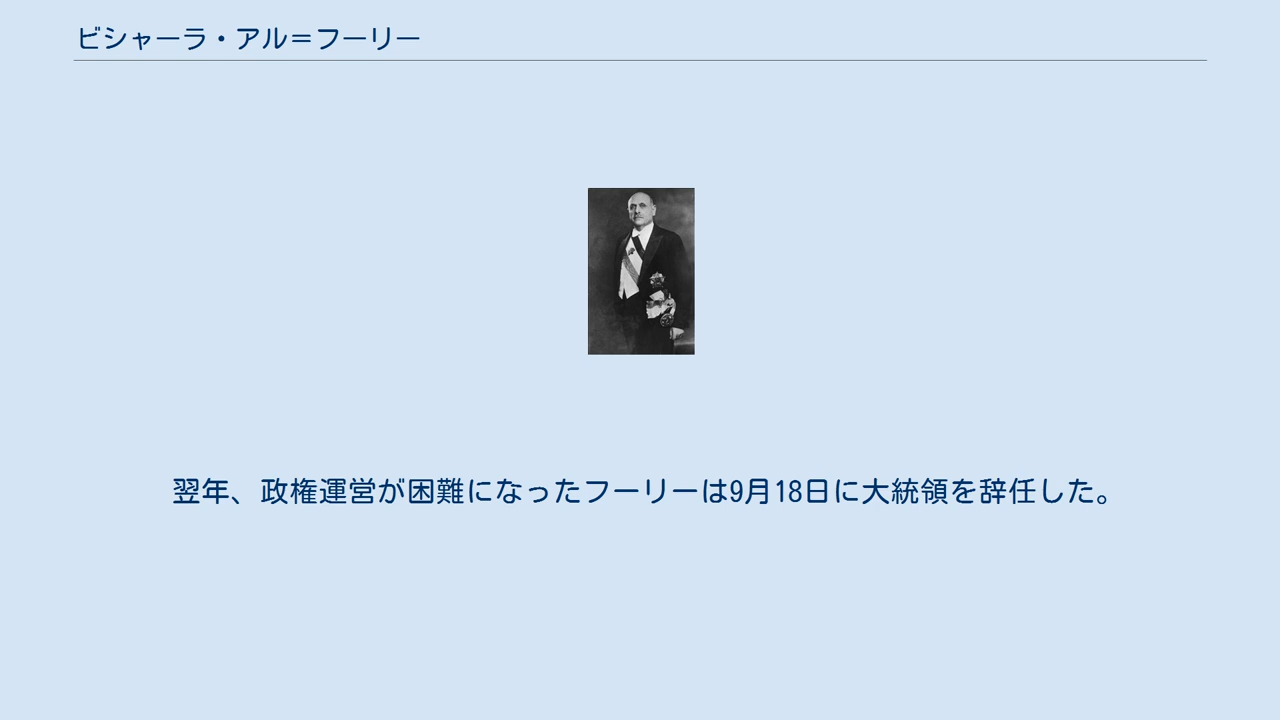 ビシャーラ・アル＝フーリー
翌年、政権運営が困難になったフーリーは9月18日に大統領を辞任した。